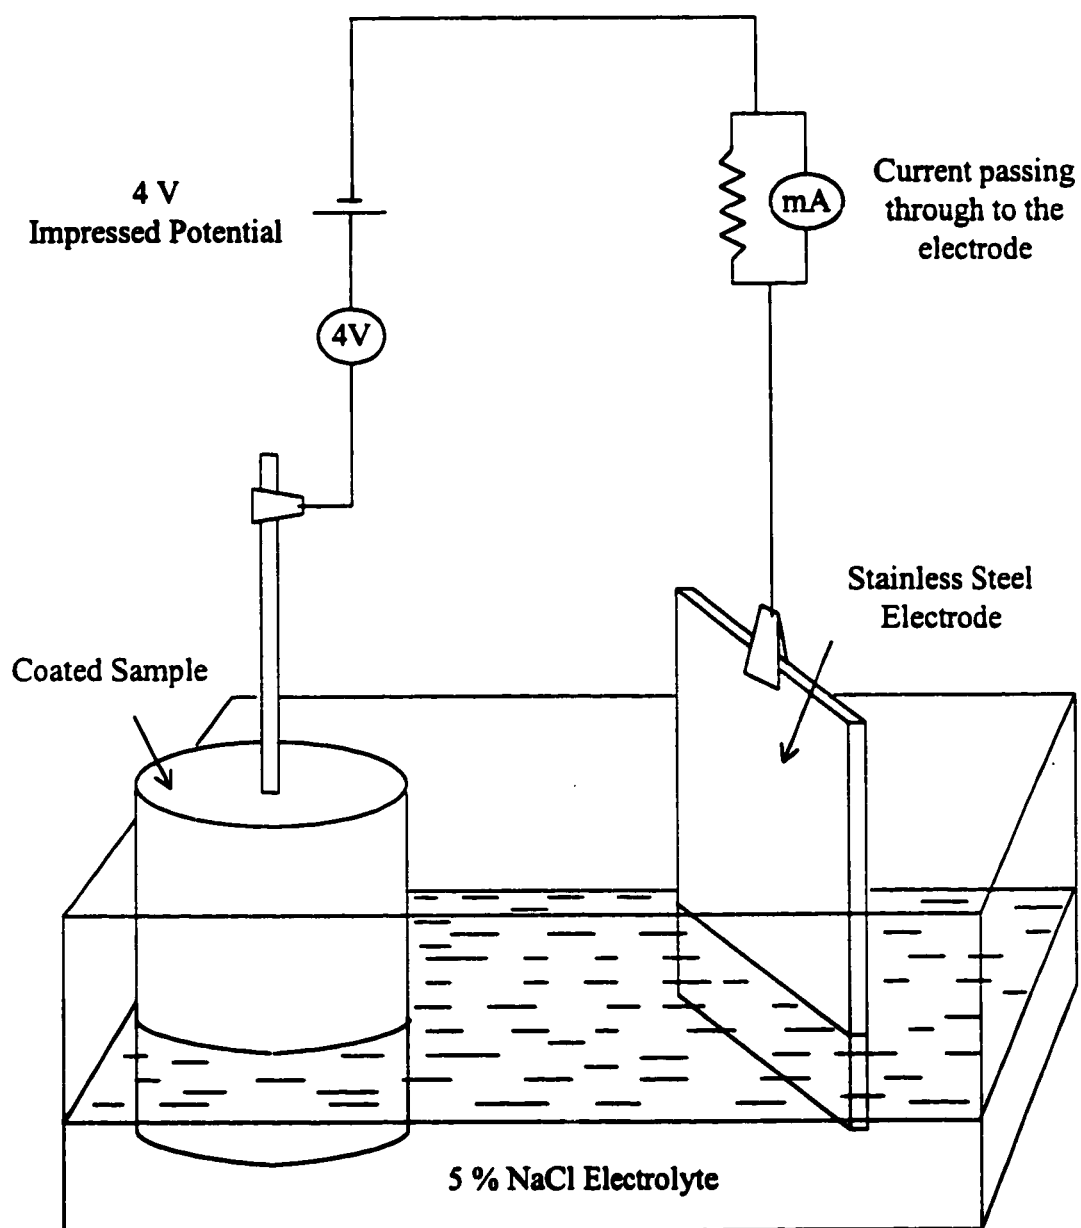 4 V
Impressed Potential
mA
Current passing
through to the
electrode
4V
Stainless Steel
Electrode
Coated Sample
5 % NaCl Electrolyte